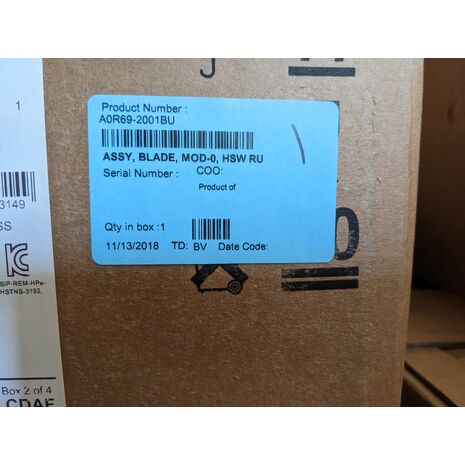 Product Number :
A0R69-2001BU
ASSY, BLADE, MOD-0, HSW RU
Serial Number :
COO:
Product of
Qty in box :1
11/13/2018 TD: BV Date Code:
1
3149
SS
SIP-REM-HPe-
HSTNS-3192,
Box 2 of 4